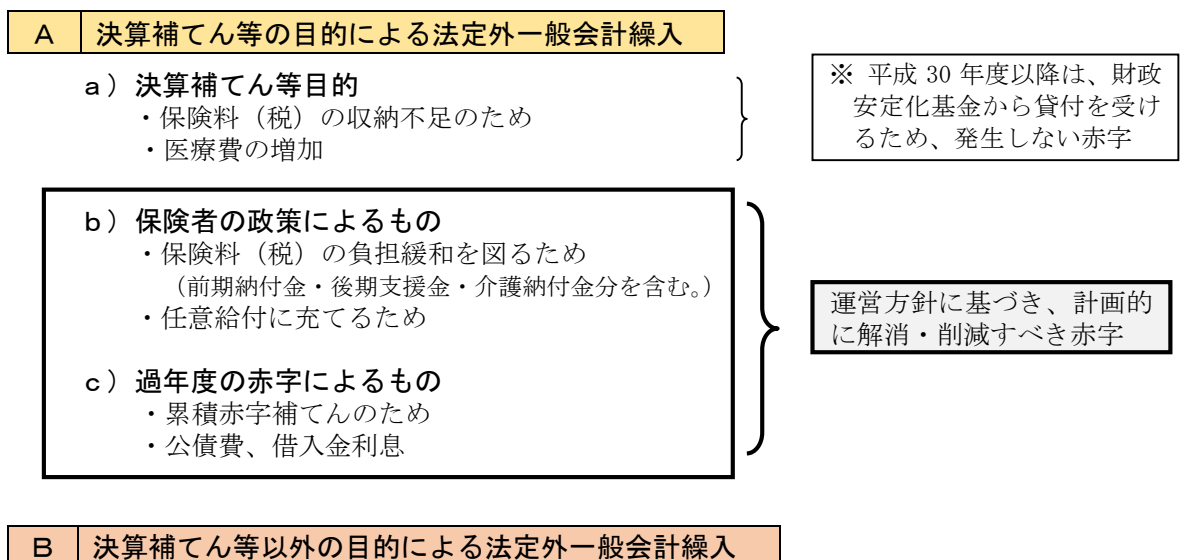 A 決算補てん等の目的による法定外一般会計繰入
a）決算補てん等目的
・保険料（税）の収納不足のため
・医療費の増加
※ 平成 30 年度以降は、財政
安定化基金から貸付を受け
るため、発生しない赤字
b）保険者の政策によるもの
・保険料（税）の負担緩和を図るため
（前期納付金・後期支援金・介護納付金分を含む。）
・任意給付に充てるため
c）過年度の赤字によるもの
・累積赤字補てんのため
・公債費、借入金利息
運営方針に基づき、計画的
に解消・削減すべき赤字
B 決算補てん等以外の目的による法定外一般会計繰入